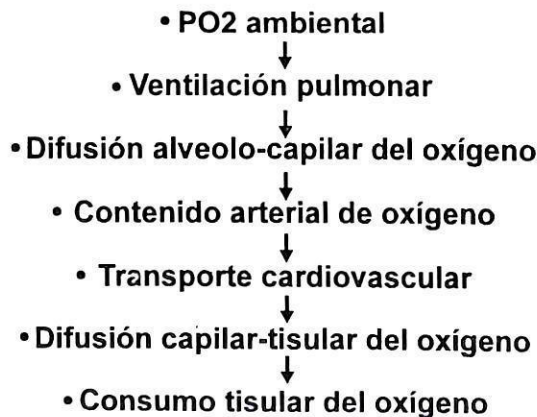 • PO2 ambiental
• Ventilación pulmonar
• Difusión alveolo-capilar del oxígeno
• Contenido arterial de oxígeno
• Transporte cardiovascular
• Difusión capilar-tisular del oxígeno
• Consumo tisular del oxígeno